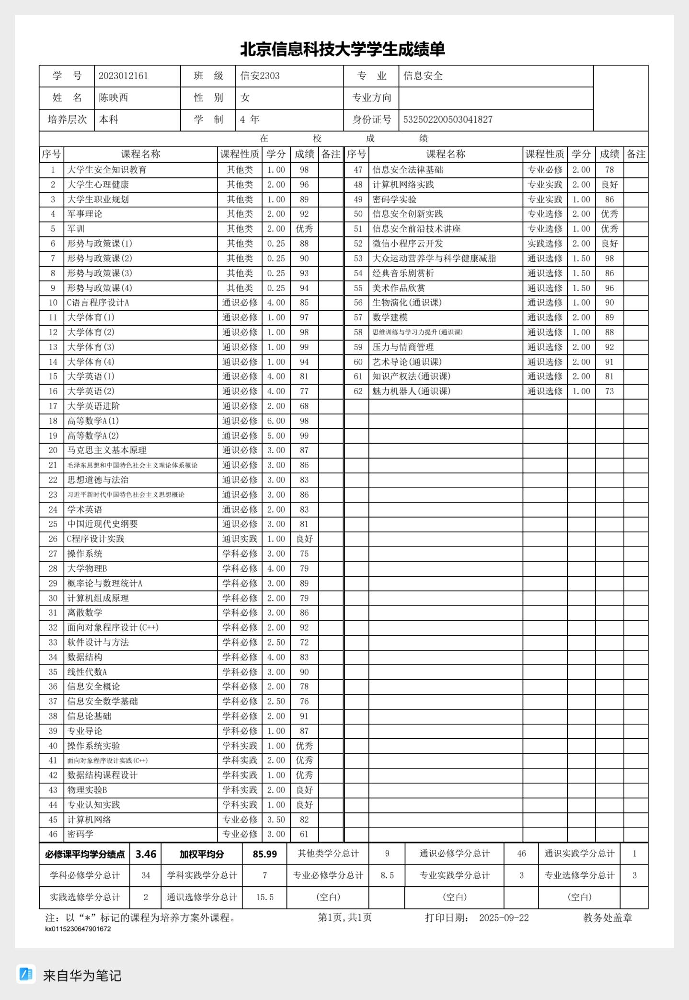 北京信息科技大学学生成绩单
学 号 2023012161 班 级 信安2303 专 业 信息安全
姓 名 陈映西 性 别 女 专业方向
培养层次 本科 学 制 4 年 身份证号 532502200503041827
在 校 成 绩
序号 课程名称 课程性质 学分 成绩 备注 序号 课程名称 课程性质 学分 成绩 备注
1 大学生安全知识教育 其他类 1.00 98 47 信息安全法律基础 专业必修 2.00 78
2 大学生心理健康 其他类 2.00 96 48 计算机网络实践 专业实践 2.00 良好
3 大学生职业规划 其他类 1.00 89 49 密码学实验 专业实践 1.00 86
4 军事理论 其他类 2.00 92 50 信息安全创新实践 专业选修 2.00 优秀
5 军训 其他类 2.00 优秀 51 信息安全前沿技术讲座 专业选修 1.00 优秀
6 形势与政策课(1) 其他类 0.25 88 52 微信小程序云开发 实践选修 2.00 良好
7 形势与政策课(2) 其他类 0.25 90 53 大众运动营养学与科学健康减脂 通识选修 1.50 98
8 形势与政策课(3) 其他类 0.25 93 54 经典音乐剧赏析 通识选修 1.50 86
9 形势与政策课(4) 其他类 0.25 94 55 美术作品欣赏 通识选修 1.50 96
10 C语言程序设计A 通识必修 4.00 85 56 生物演化(通识课) 通识选修 1.00 90
11 大学体育(1) 通识必修 1.00 97 57 数学建模 通识选修 2.00 89
12 大学体育(2) 通识必修 1.00 98 58 思维训练与学习力提升(通识课) 通识选修 1.00 88
13 大学体育(3) 通识必修 1.00 99 59 压力与情商管理 通识选修 2.00 92
14 大学体育(4) 通识必修 1.00 94 60 艺术导论(通识课) 通识选修 2.00 91
15 大学英语(1) 通识必修 4.00 81 61 知识产权法(通识课) 通识选修 2.00 81
16 大学英语(2) 通识必修 4.00 77 62 魅力机器人(通识课) 通识选修 1.00 73
17 大学英语进阶 通识必修 2.00 68
18 高等数学A(1) 通识必修 6.00 98
19 高等数学A(2) 通识必修 5.00 99
20 马克思主义基本原理 通识必修 3.00 87
21 毛泽东思想和中国特色社会主义理论体系概论 通识必修 3.00 86
22 思想道德与法治 通识必修 3.00 83
23 习近平新时代中国特色社会主义思想概论 通识必修 3.00 86
24 学术英语 通识必修 2.00 83
25 中国近现代史纲要 通识必修 3.00 81
26 C程序设计实践 通识实践 1.00 良好
27 操作系统 学科必修 3.00 75
28 大学物理B 学科必修 4.00 79
29 概率论与数理统计A 学科必修 3.00 89
30 计算机组成原理 学科必修 2.00 79
31 离散数学 学科必修 3.00 86
32 面向对象程序设计(C++) 学科必修 2.00 92
33 软件设计与方法 学科必修 2.50 72
34 数据结构 学科必修 4.00 83
35 线性代数A 学科必修 3.00 90
36 信息安全概论 学科必修 2.00 78
37 信息安全数学基础 学科必修 2.50 76
38 信息论基础 学科必修 2.00 91
39 专业导论 学科必修 1.00 87
40 操作系统实验 学科实践 1.00 优秀
41 面向对象程序设计实践(C++) 学科实践 2.00 优秀
42 数据结构课程设计 学科实践 1.00 优秀
43 物理实验B 学科实践 2.00 良好
44 专业认知实践 学科实践 1.00 良好
45 计算机网络 专业必修 3.50 82
46 密码学 专业必修 3.00 61
必修课平均学分绩点 3.46 加权平均分 85.99 其他类学分总计 9 通识必修学分总计 46 通识实践学分总计 1
学科必修学分总计 34 学科实践学分总计 7 专业必修学分总计 8.5 专业实践学分总计 3 专业选修学分总计 3
实践选修学分总计 2 通识选修学分总计 15.5 (空白) (空白) (空白)
注：以“*”标记的课程为培养方案外课程。 第1页,共1页 打印日期： 2025-09-22 教务处盖章
kx0115230647901672
来自华为笔记